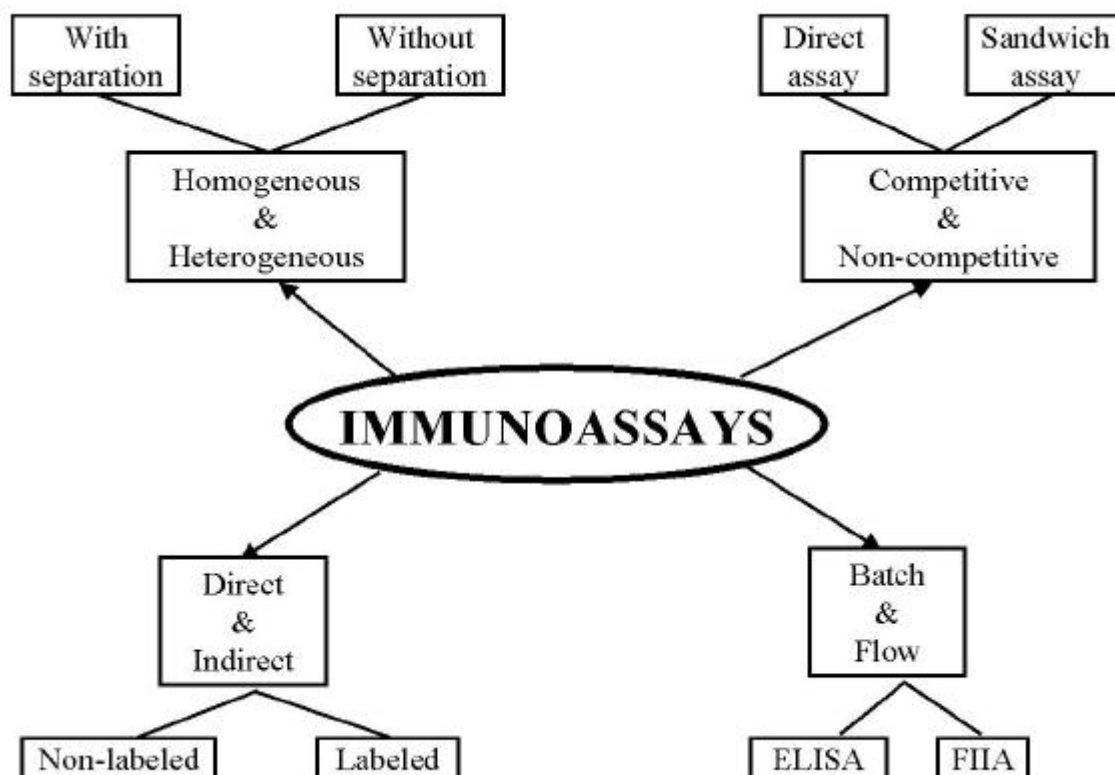 With
separation
Without
separation
Direct
assay
Sandwich
assay
Homogeneous
&
Heterogeneous
Competitive
&
Non-competitive
IMMUNOASSAYS
Direct
&
Indirect
Batch
&
Flow
Non-labeled
Labeled
ELISA
FIIA